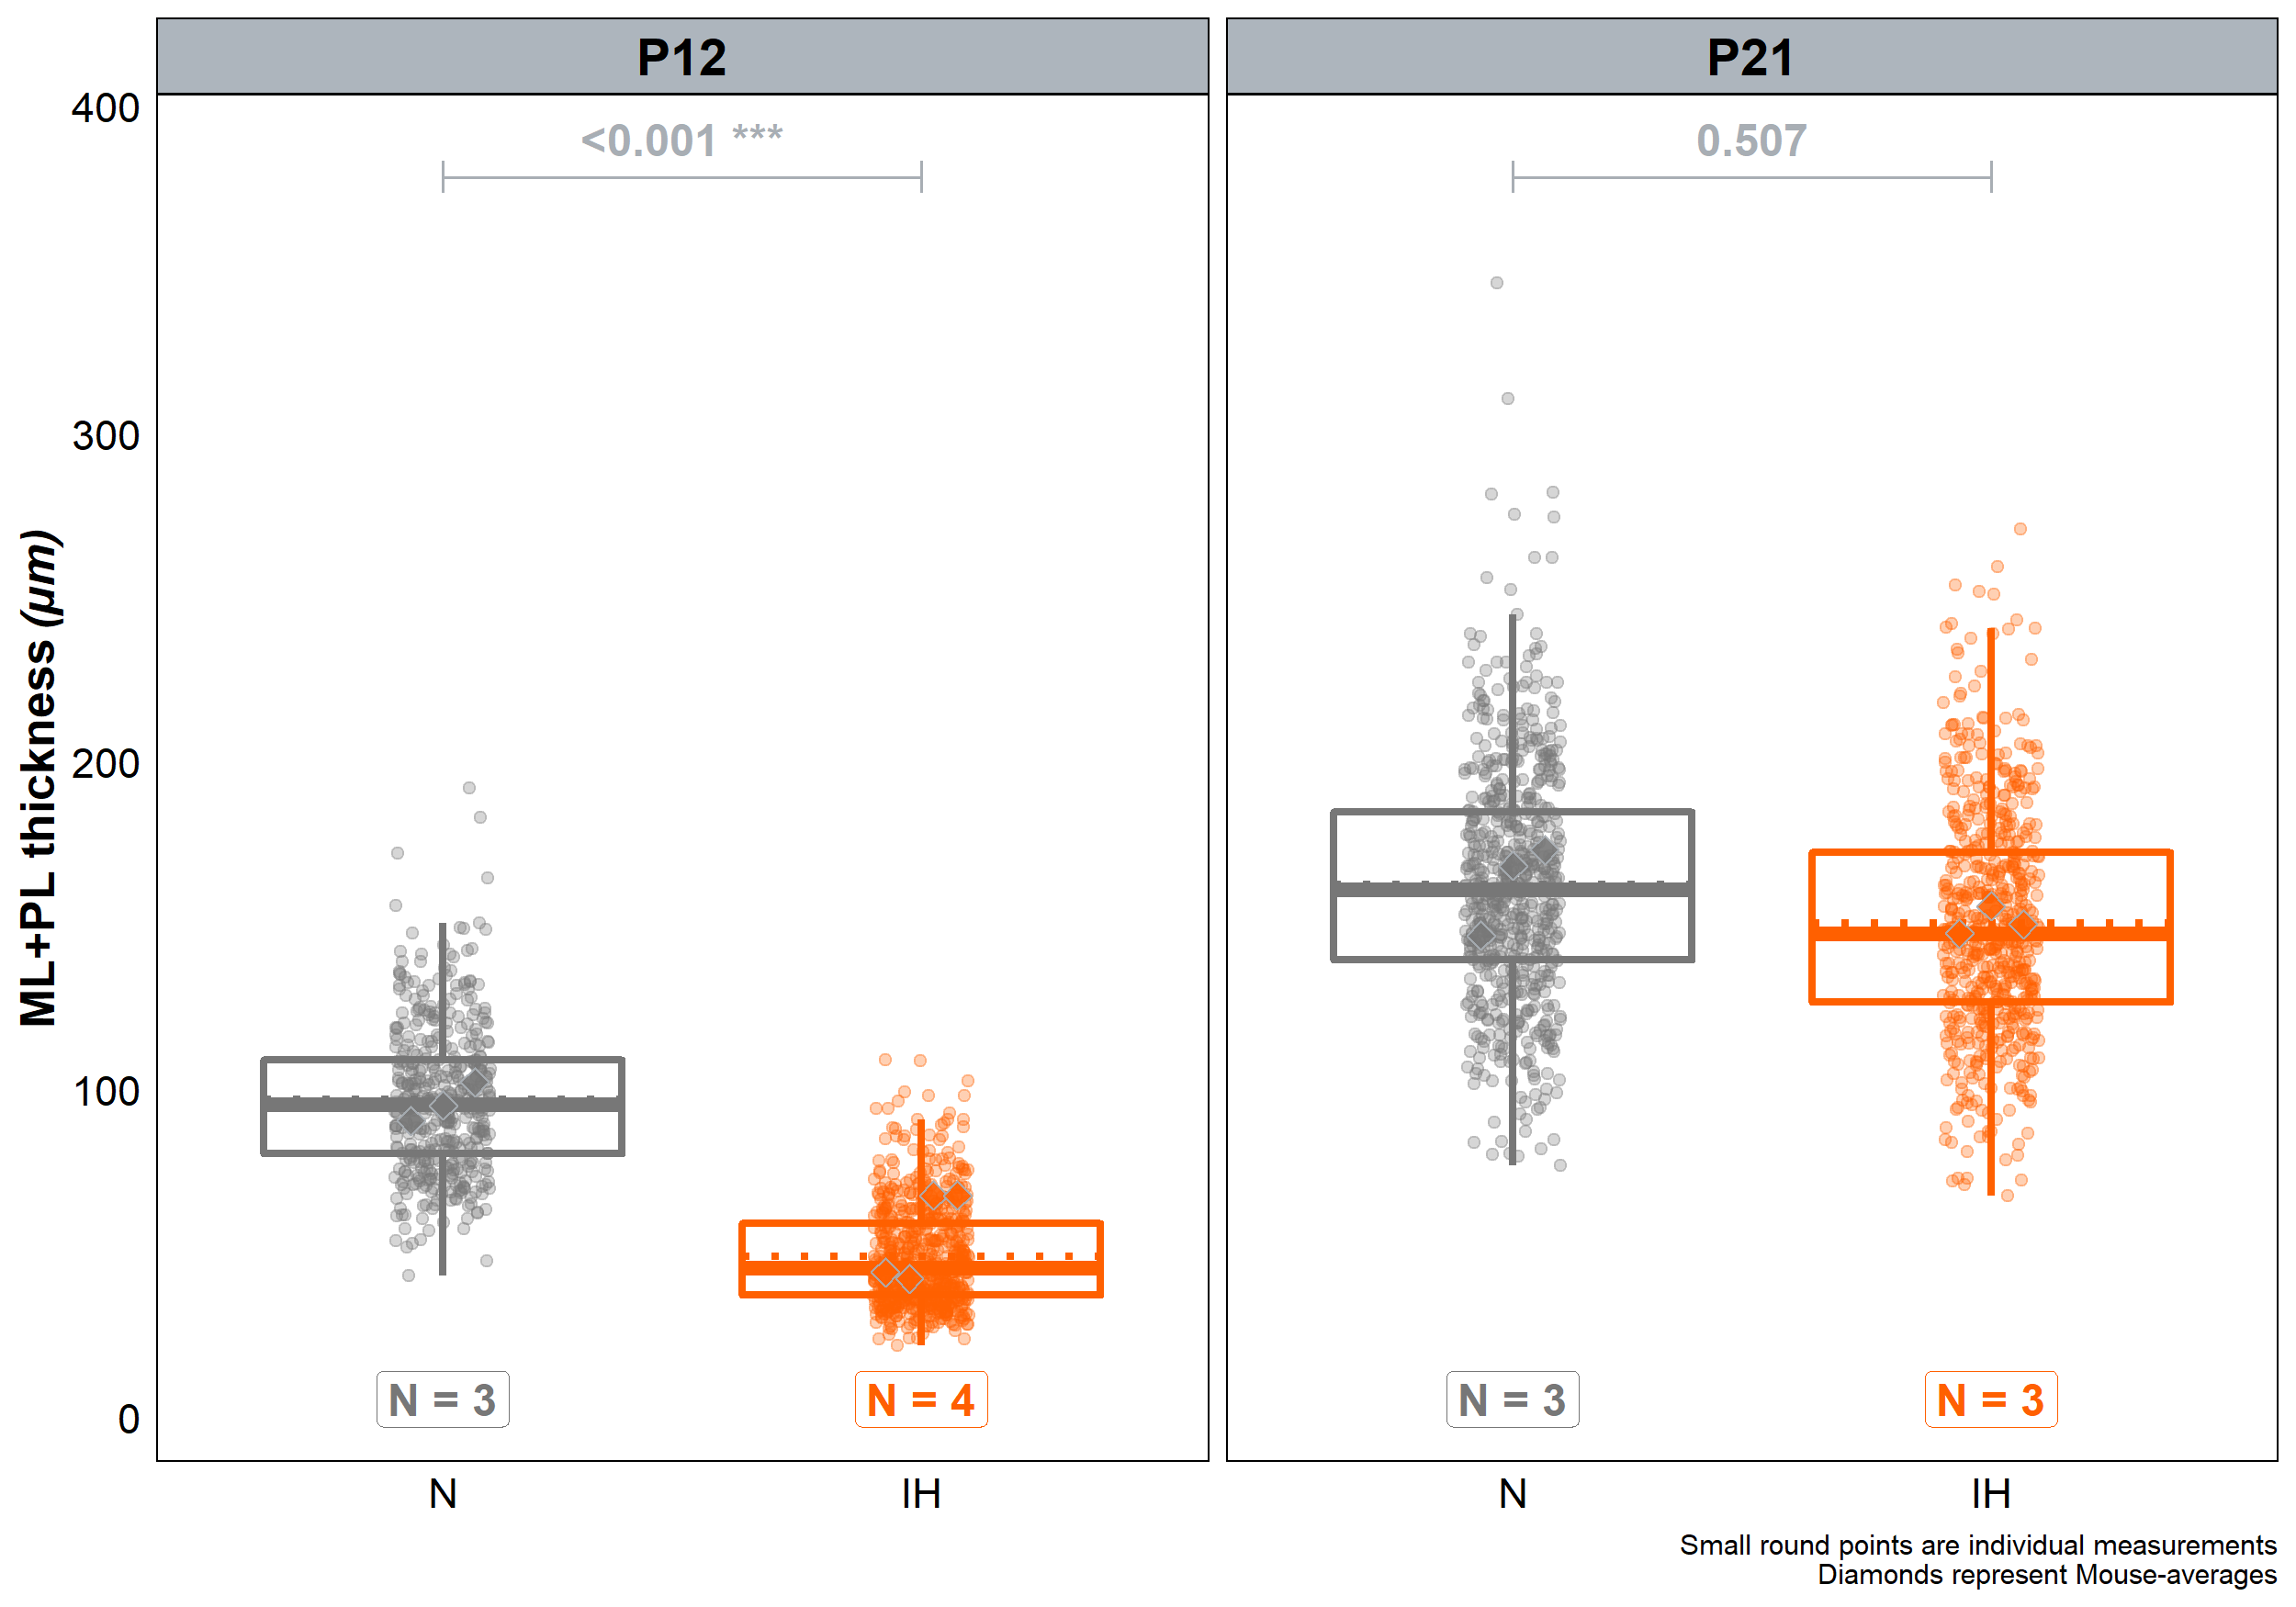 P12
P21
400
300
200
100
0
ML+PL thickness (µm)
<0.001 ***
0.507
N = 3
N = 4
N = 3
N = 3
N
IH
N
IH
Small round points are individual measurements
Diamonds represent Mouse-averages